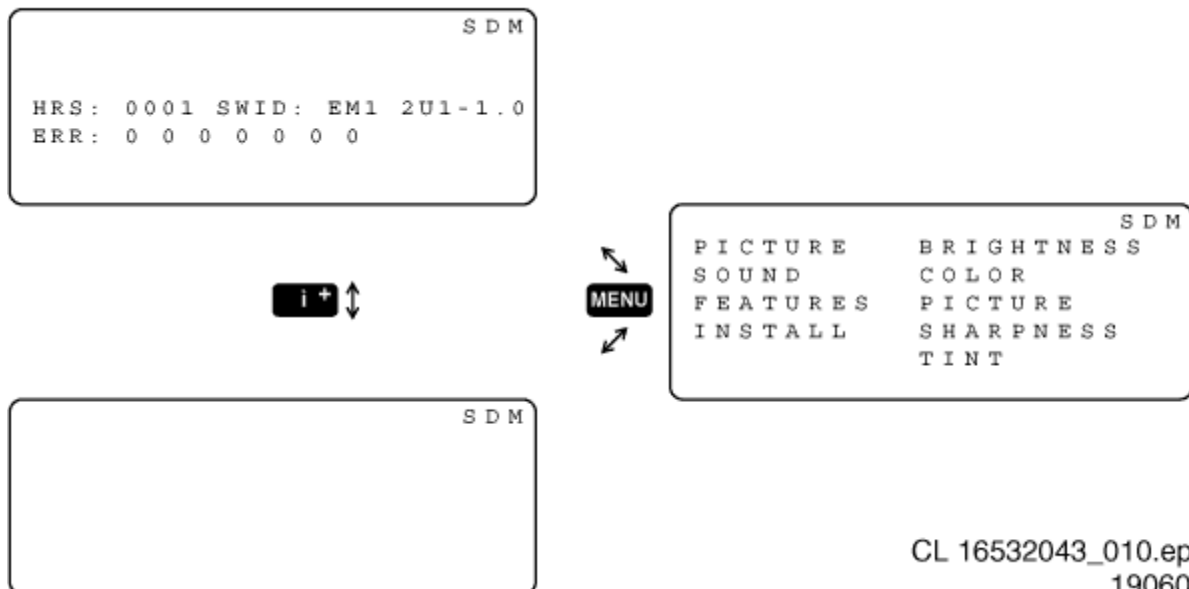 SDM
HRS: 0001 SWID: EM1 2U1-1.0
ERR: 0 0 0 0 0 0 0
i+
MENU
SDM
PICTURE BRIGHTNESS
SOUND COLOR
FEATURES PICTURE
INSTALL SHARPNESS
TINT
SDM
CL 16532043_010.ep
19060